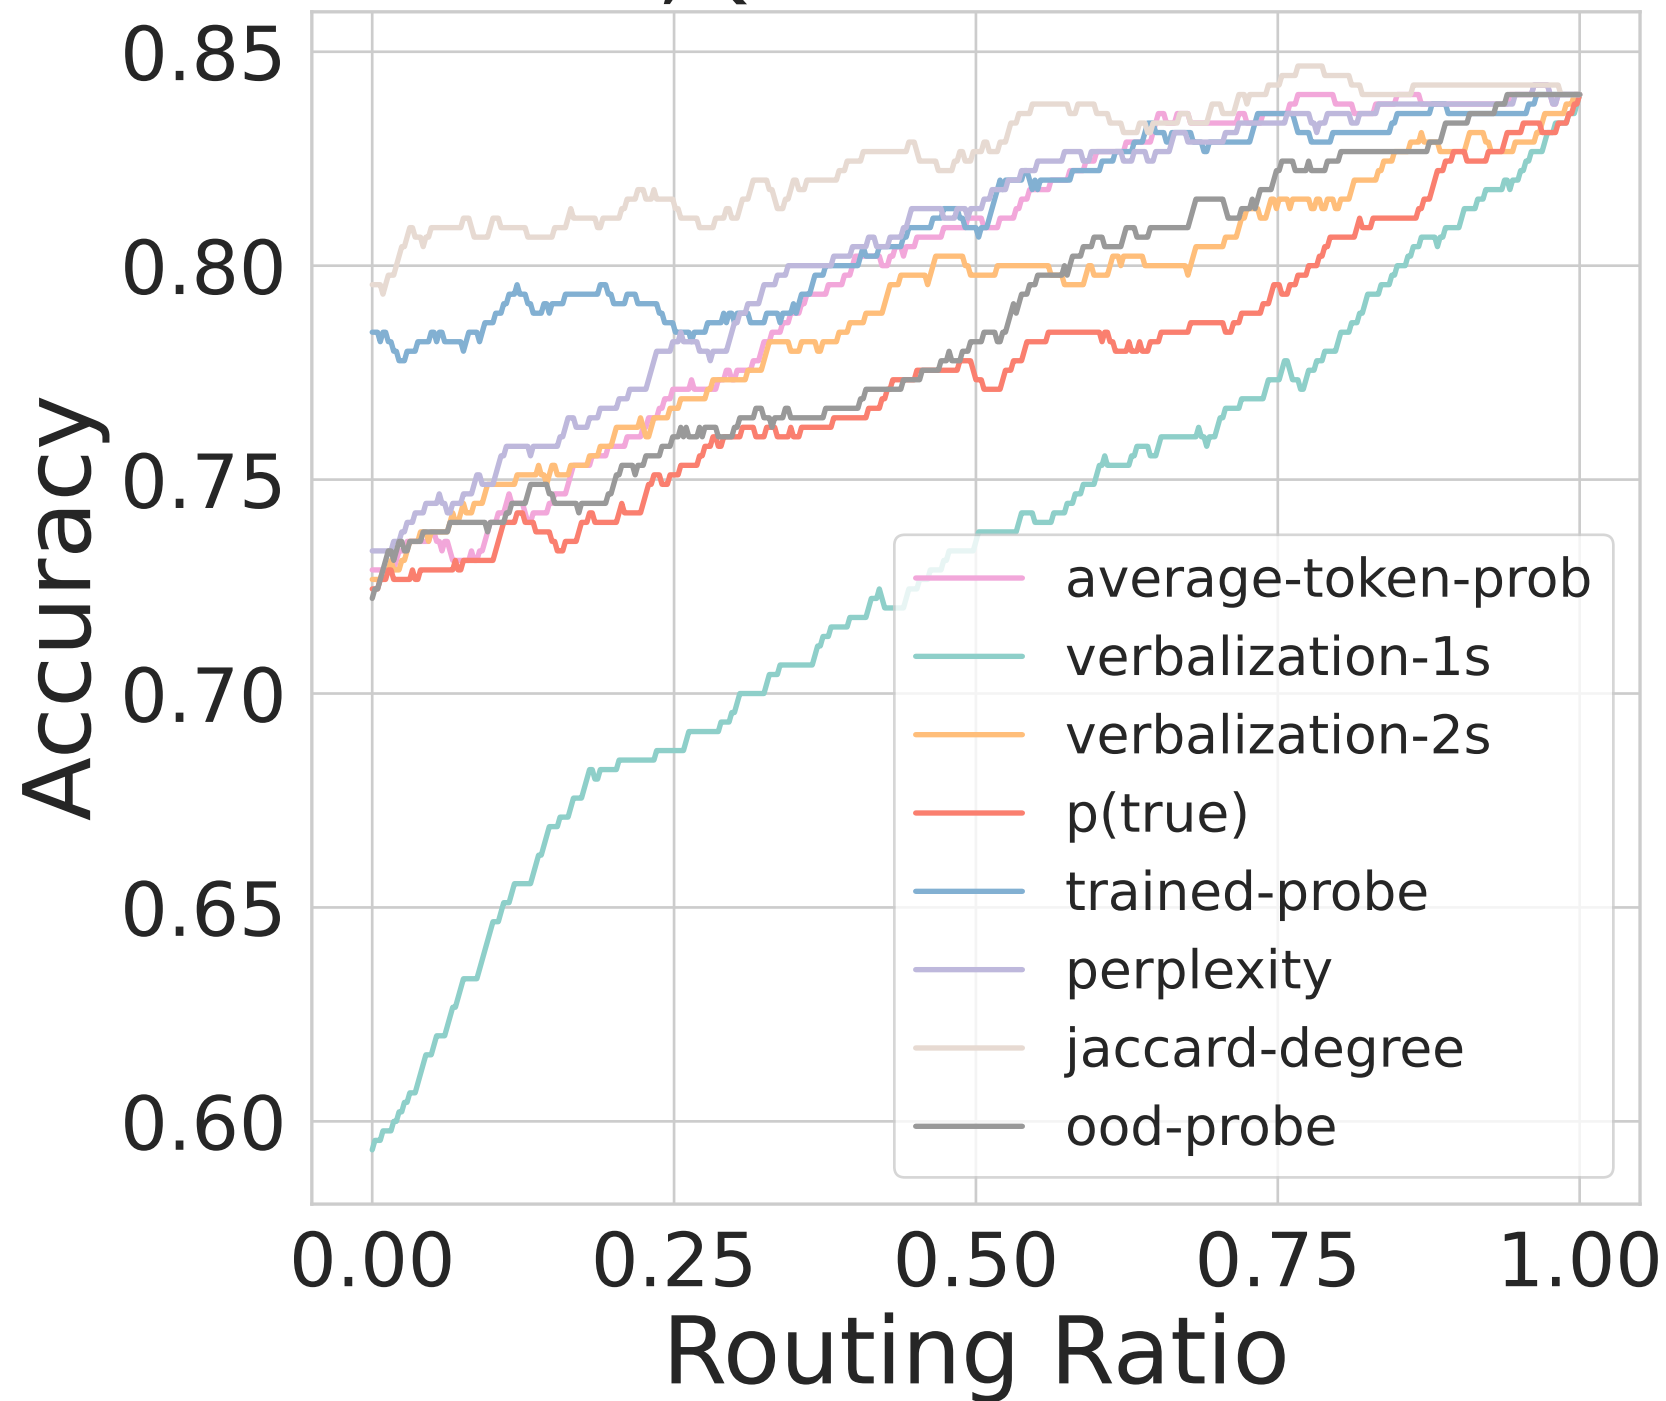 Accuracy
0.85
0.80
0.75
0.70
0.65
0.60
average-token-prob
verbalization-1s
verbalization-2s
p(true)
trained-probe
perplexity
jaccard-degree
ood-probe
0.00 0.25 0.50 0.75 1.00
Routing Ratio